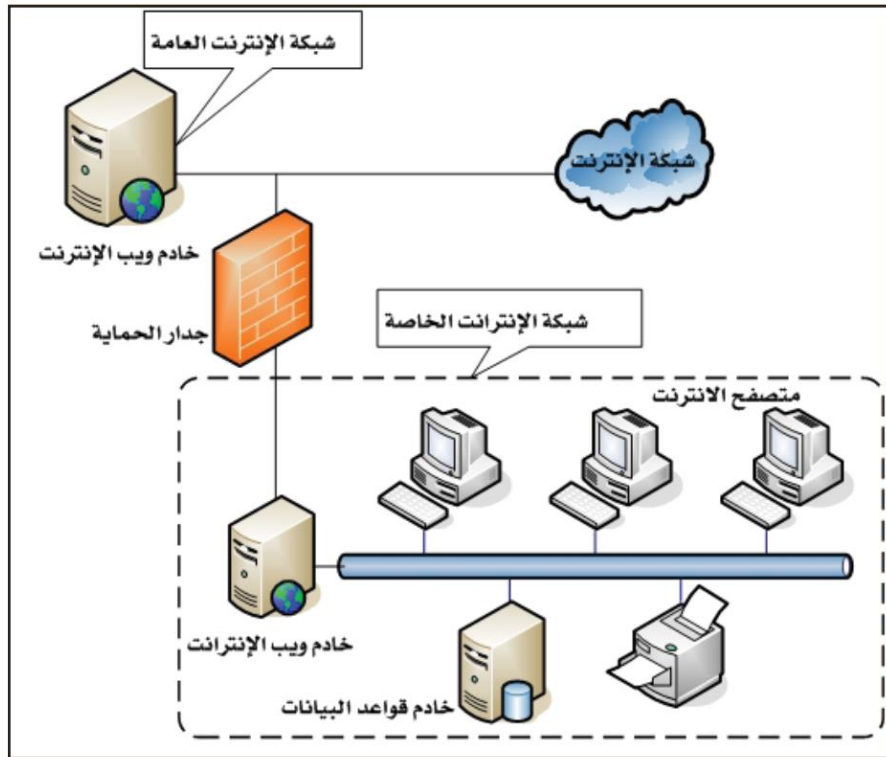 شبكة الإنترنت العامة
شبكة الإنترنت
خادم ويب الإنترنت
جدار الحماية
شبكة الإنترانت الخاصة
متصفح الانترنت
خادم ويب الإنترانت
خادم قواعد البيانات